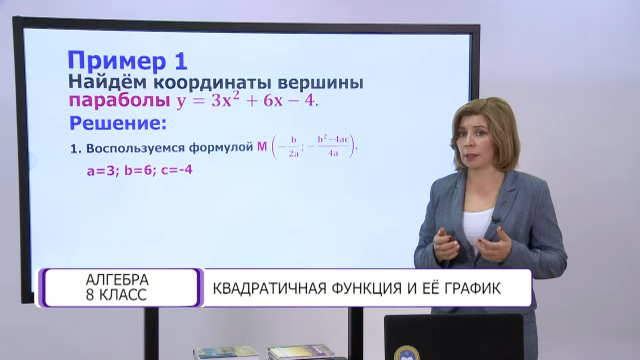 Пример 1
Найдём координаты вершины
параболы y = 3x² + 6x − 4.
Решение:
1. Воспользуемся формулой М (−b/2a; −b²−4ac/4a).
a=3; b=6; c=-4
АЛГЕБРА
8 КЛАСС
КВАДРАТИЧНАЯ ФУНКЦИЯ И ЕЁ ГРАФИК